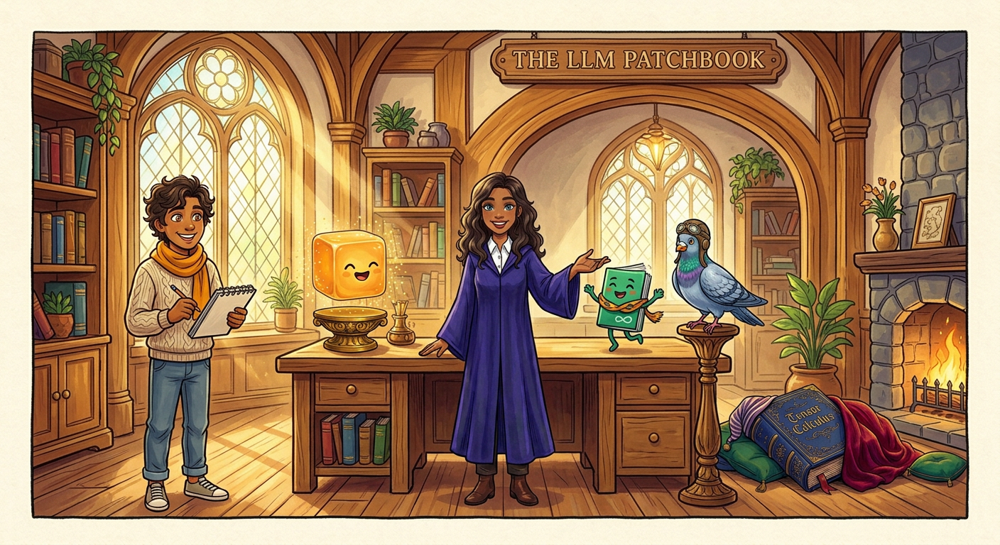 THE LLM PATCHBOOK
Tensor
Calculus